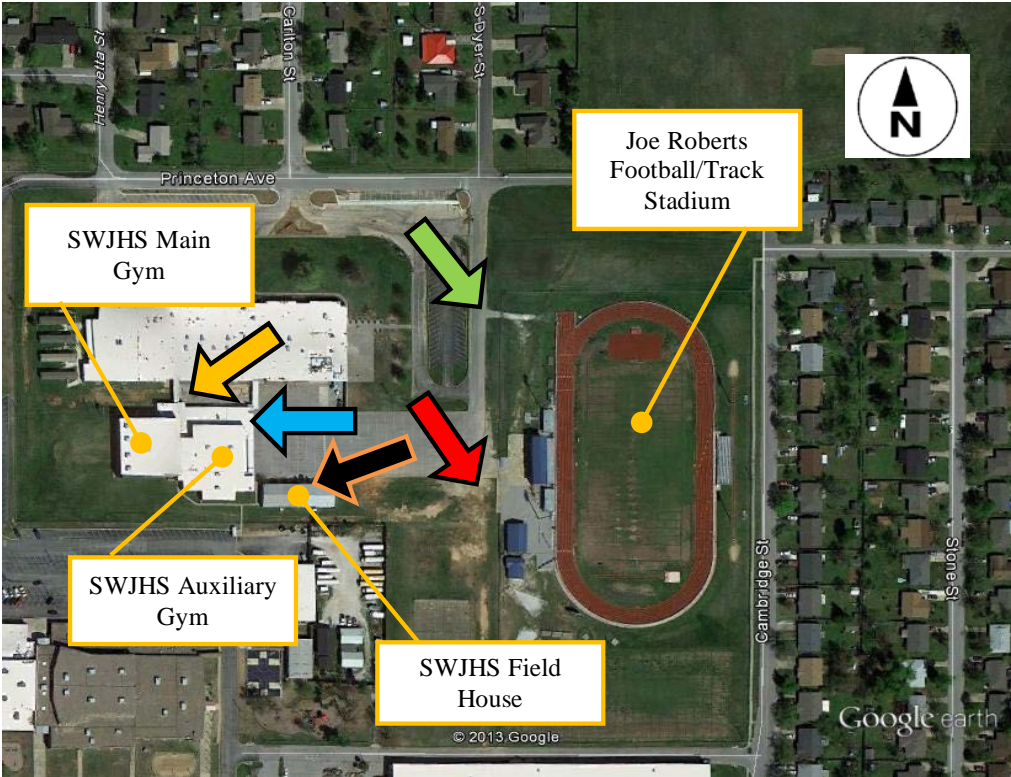 Henryetta St
Carlton St
S Dyer St
N
Joe Roberts
Football/Track
Stadium
Princeton Ave
SWJHS Main
Gym
SWJHS Auxiliary
Gym
SWJHS Field
House
Cambridge St
Stone St
Google earth
© 2013 Google